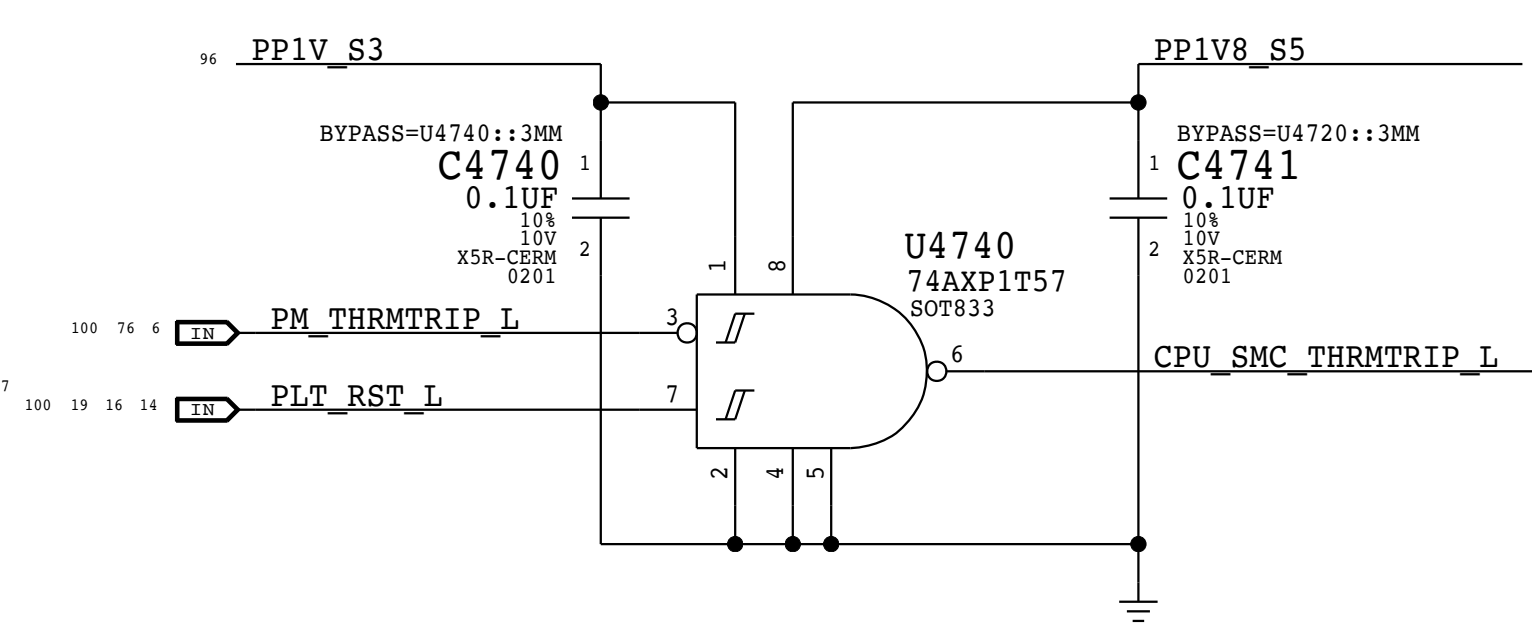 96 PP1V_S3
PP1V8_S5
BYPASS=U4740::3MM
C4740 1
0.1UF
10%
10V
X5R-CERM 2
0201
BYPASS=U4720::3MM
1 C4741
0.1UF
10%
10V
2 X5R-CERM
0201
1 8
U4740
74AXP1T57
SOT833
100 76 6 IN PM_THRMTRIP_L 3
6 CPU_SMC_THRMTRIP_L
7
100 19 16 14 IN PLT_RST_L 7
2 4 5